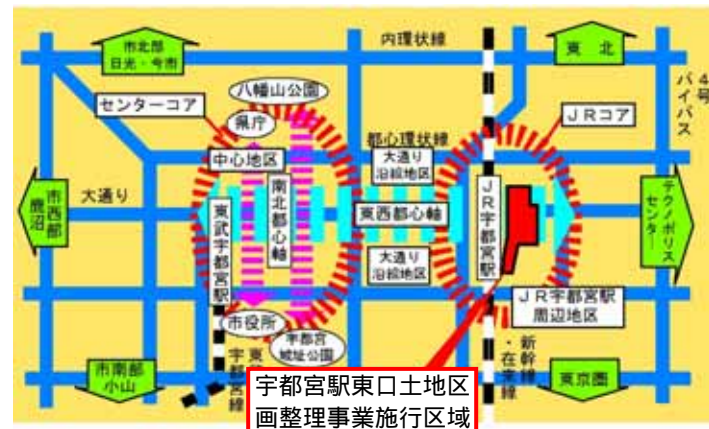 市北部
日光・今市
内環状線
東北
4号
バイパス
八幡山公園
センターコア
県庁
JRコア
都心環状線
中心地区
大通り
沿線地区
市西部
鹿沼
大通り
東武宇都宮駅
南北都心軸
東西都心軸
JR宇都宮駅
テクノポリス
センター
大通り
沿線地区
市役所
宇都宮
城址公園
JR宇都宮駅
周辺地区
市南部
小山
宇都宮線
新幹線
・在来線
東京圏
宇都宮駅東口土地区
画整理事業施行区域